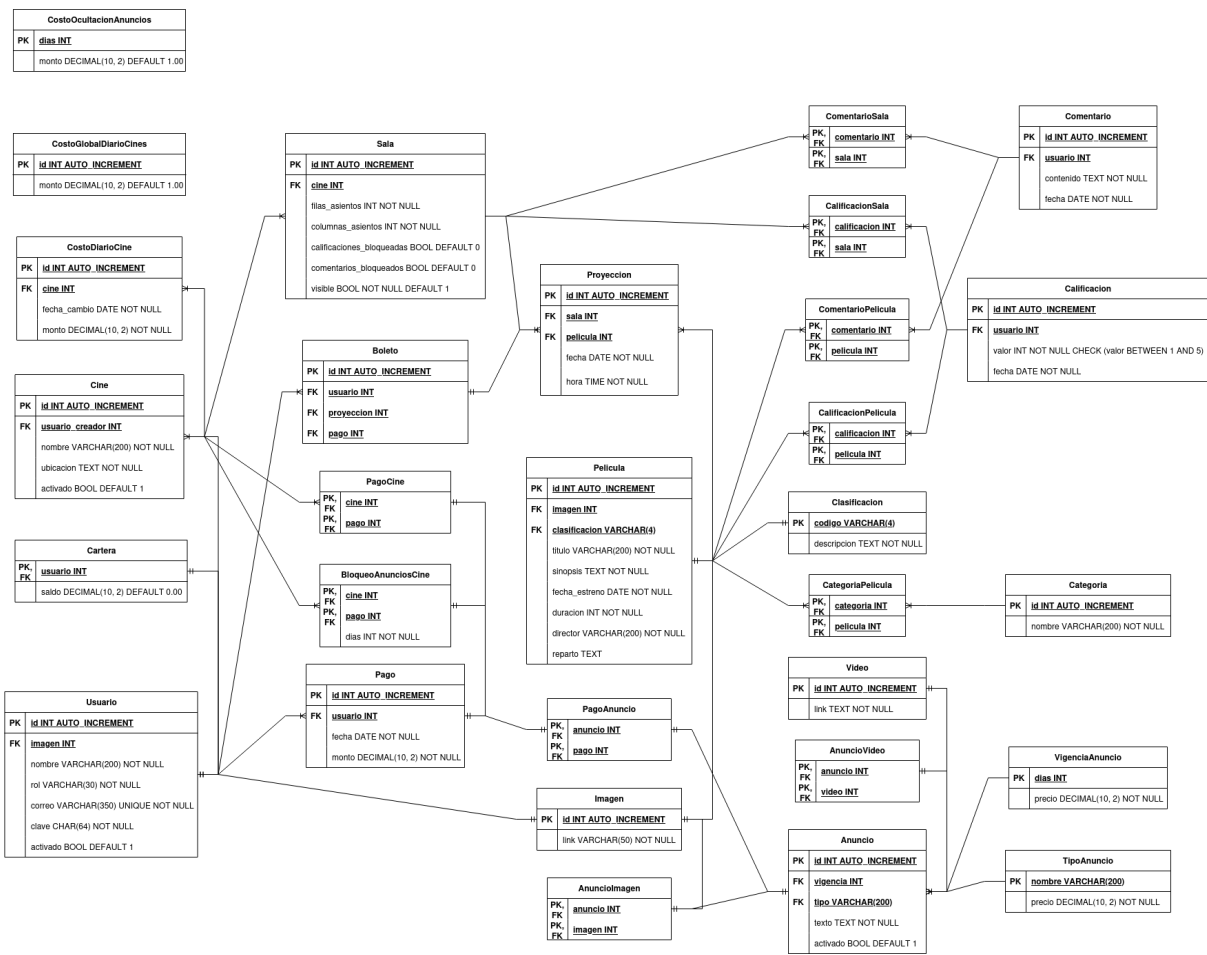 CostoOcultacionAnuncios
PK dias INT
monto DECIMAL(10, 2) DEFAULT 1.00
CostoGlobalDiarioCines
PK id INT AUTO_INCREMENT
monto DECIMAL(10, 2) DEFAULT 1.00
CostoDiarioCine
PK id INT AUTO_INCREMENT
FK cine INT
fecha_cambio DATE NOT NULL
monto DECIMAL(10, 2) NOT NULL
Cine
PK id INT AUTO_INCREMENT
FK usuario_creador INT
nombre VARCHAR(200) NOT NULL
ubicacion TEXT NOT NULL
activado BOOL DEFAULT 1
Cartera
PK, FK usuario INT
saldo DECIMAL(10, 2) DEFAULT 0.00
Usuario
PK id INT AUTO_INCREMENT
FK imagen INT
nombre VARCHAR(200) NOT NULL
rol VARCHAR(30) NOT NULL
correo VARCHAR(350) UNIQUE NOT NULL
clave CHAR(64) NOT NULL
activado BOOL DEFAULT 1
Sala
PK id INT AUTO_INCREMENT
FK cine INT
filas_asientos INT NOT NULL
columnas_asientos INT NOT NULL
calificaciones_bloqueadas BOOL DEFAULT 0
comentarios_bloqueados BOOL DEFAULT 0
visible BOOL NOT NULL DEFAULT 1
Boleto
PK id INT AUTO_INCREMENT
FK usuario INT
FK proyeccion INT
FK pago INT
PagoCine
PK, FK cine INT
PK, FK pago INT
BloqueoAnunciosCine
PK, FK cine INT
PK, FK pago INT
dias INT NOT NULL
Pago
PK id INT AUTO_INCREMENT
FK usuario INT
fecha DATE NOT NULL
monto DECIMAL(10, 2) NOT NULL
Proyeccion
PK id INT AUTO_INCREMENT
FK sala INT
FK pelicula INT
fecha DATE NOT NULL
hora TIME NOT NULL
Pelicula
PK id INT AUTO_INCREMENT
FK imagen INT
FK clasificacion VARCHAR(4)
titulo VARCHAR(200) NOT NULL
sinopsis TEXT NOT NULL
fecha_estreno DATE NOT NULL
duracion INT NOT NULL
director VARCHAR(200) NOT NULL
reparto TEXT
PagoAnuncio
PK, FK anuncio INT
PK, FK pago INT
Imagen
PK id INT AUTO_INCREMENT
link VARCHAR(50) NOT NULL
AnuncioImagen
PK, FK anuncio INT
PK, FK imagen INT
ComentarioSala
PK, FK comentario INT
PK, FK sala INT
CalificacionSala
PK, FK calificacion INT
PK, FK sala INT
ComentarioPelicula
PK, FK comentario INT
PK, FK pelicula INT
CalificacionPelicula
PK, FK calificacion INT
PK, FK pelicula INT
Clasificacion
PK codigo VARCHAR(4)
descripcion TEXT NOT NULL
CategoriaPelicula
PK, FK categoria INT
PK, FK pelicula INT
Video
PK id INT AUTO_INCREMENT
link TEXT NOT NULL
AnuncioVideo
PK, FK anuncio INT
PK, FK video INT
Anuncio
PK id INT AUTO_INCREMENT
FK vigencia INT
FK tipo VARCHAR(200)
texto TEXT NOT NULL
activado BOOL DEFAULT 1
Comentario
PK id INT AUTO_INCREMENT
FK usuario INT
contenido TEXT NOT NULL
fecha DATE NOT NULL
Calificacion
PK id INT AUTO_INCREMENT
FK usuario INT
valor INT NOT NULL CHECK (valor BETWEEN 1 AND 5)
fecha DATE NOT NULL
Categoria
PK id INT AUTO_INCREMENT
nombre VARCHAR(200) NOT NULL
VigenciaAnuncio
PK dias INT
precio DECIMAL(10, 2) NOT NULL
TipoAnuncio
PK nombre VARCHAR(200)
precio DECIMAL(10, 2) NOT NULL